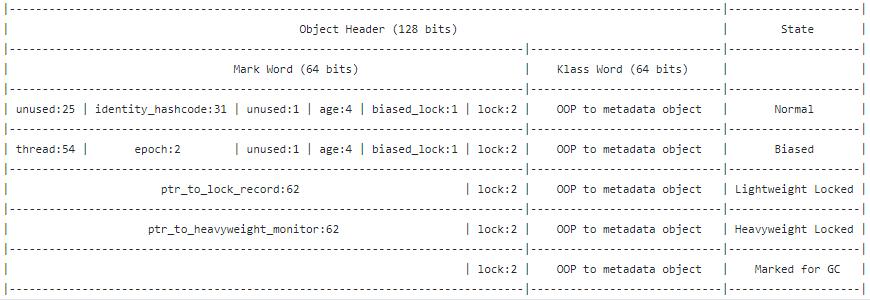 |------------------------------------------------------------------------------------------------------------|--------------------|
| Object Header (128 bits) | State |
|------------------------------------------------------------------------------|-----------------------------|--------------------|
| Mark Word (64 bits) | Klass Word (64 bits) | |
|------------------------------------------------------------------------------|-----------------------------|--------------------|
| unused:25 | identity_hashcode:31 | unused:1 | age:4 | biased_lock:1 | lock:2 | OOP to metadata object | Normal |
|------------------------------------------------------------------------------|-----------------------------|--------------------|
| thread:54 | epoch:2 | unused:1 | age:4 | biased_lock:1 | lock:2 | OOP to metadata object | Biased |
|------------------------------------------------------------------------------|-----------------------------|--------------------|
| ptr_to_lock_record:62 | lock:2 | OOP to metadata object | Lightweight Locked |
|------------------------------------------------------------------------------|-----------------------------|--------------------|
| ptr_to_heavyweight_monitor:62 | lock:2 | OOP to metadata object | Heavyweight Locked |
|------------------------------------------------------------------------------|-----------------------------|--------------------|
| | lock:2 | OOP to metadata object | Marked for GC |
|------------------------------------------------------------------------------|-----------------------------|--------------------|